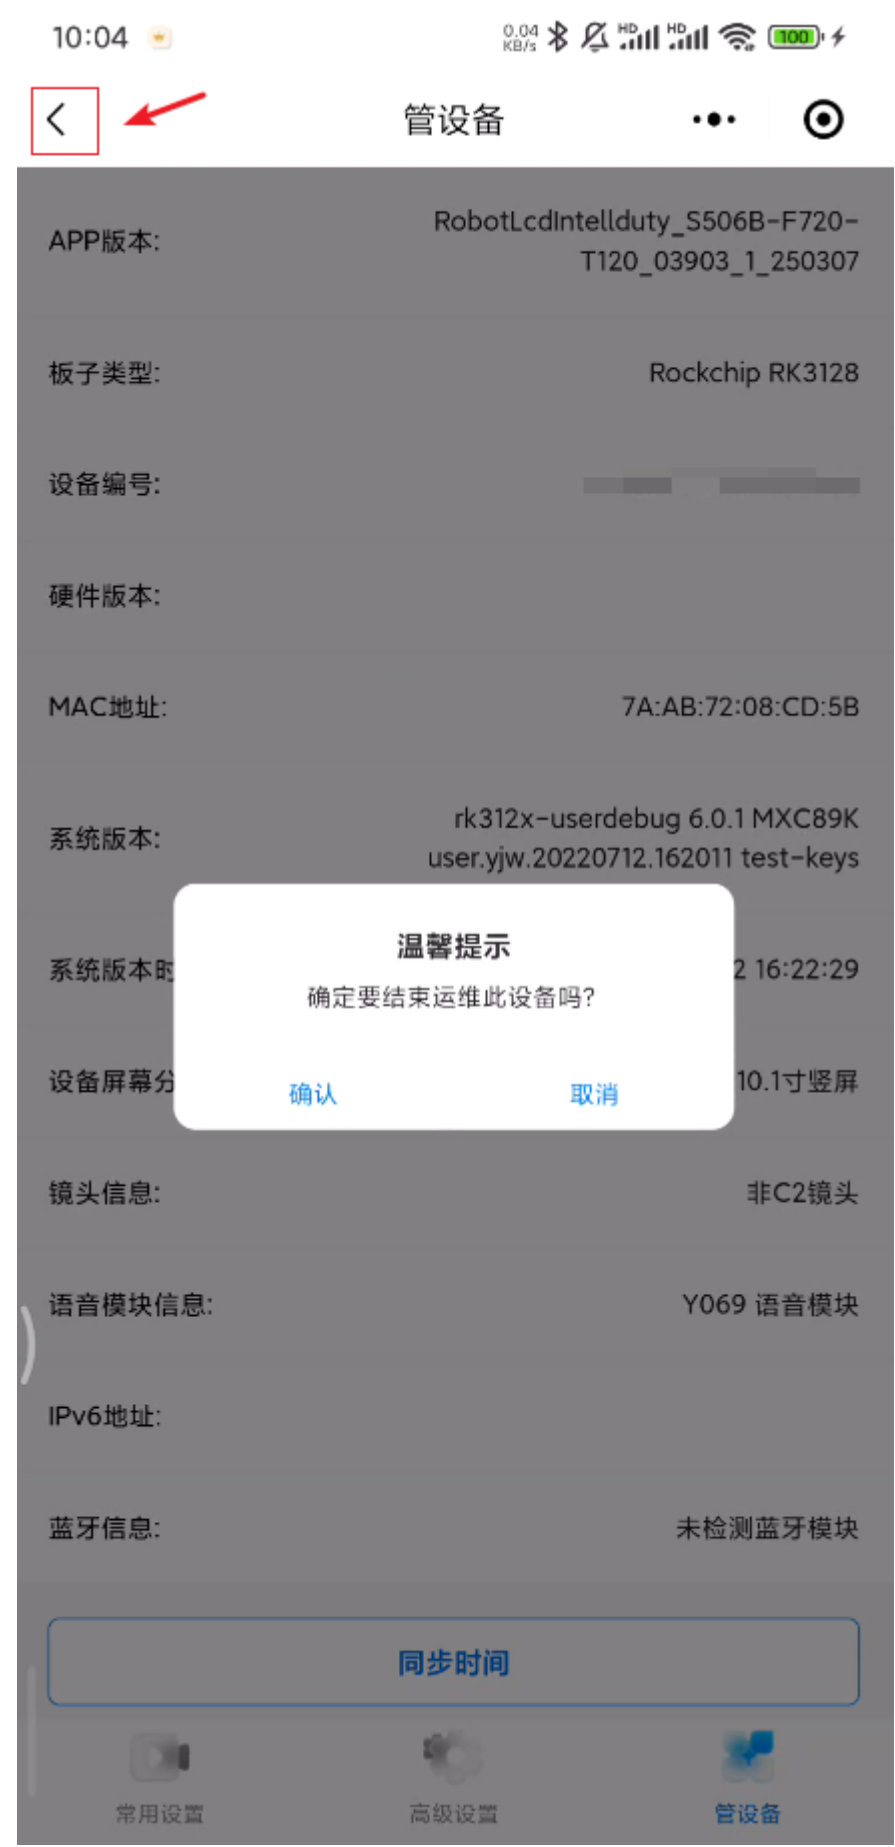 10:04
0.04 KB/s HD HD 100
管设备
APP版本:
RobotLcdIntellduty_S506B-F720-
T120_03903_1_250307
板子类型:
Rockchip RK3128
设备编号:
硬件版本:
MAC地址:
7A:AB:72:08:CD:5B
系统版本:
rk312x-userdebug 6.0.1 MXC89K
user.yjw.20220712.162011 test-keys
系统版本时
2 16:22:29
温馨提示
确定要结束运维此设备吗?
确认
取消
设备屏幕分
10.1寸竖屏
镜头信息:
非C2镜头
语音模块信息:
Y069 语音模块
IPv6地址:
蓝牙信息:
未检测蓝牙模块
同步时间
常用设置
高级设置
管设备